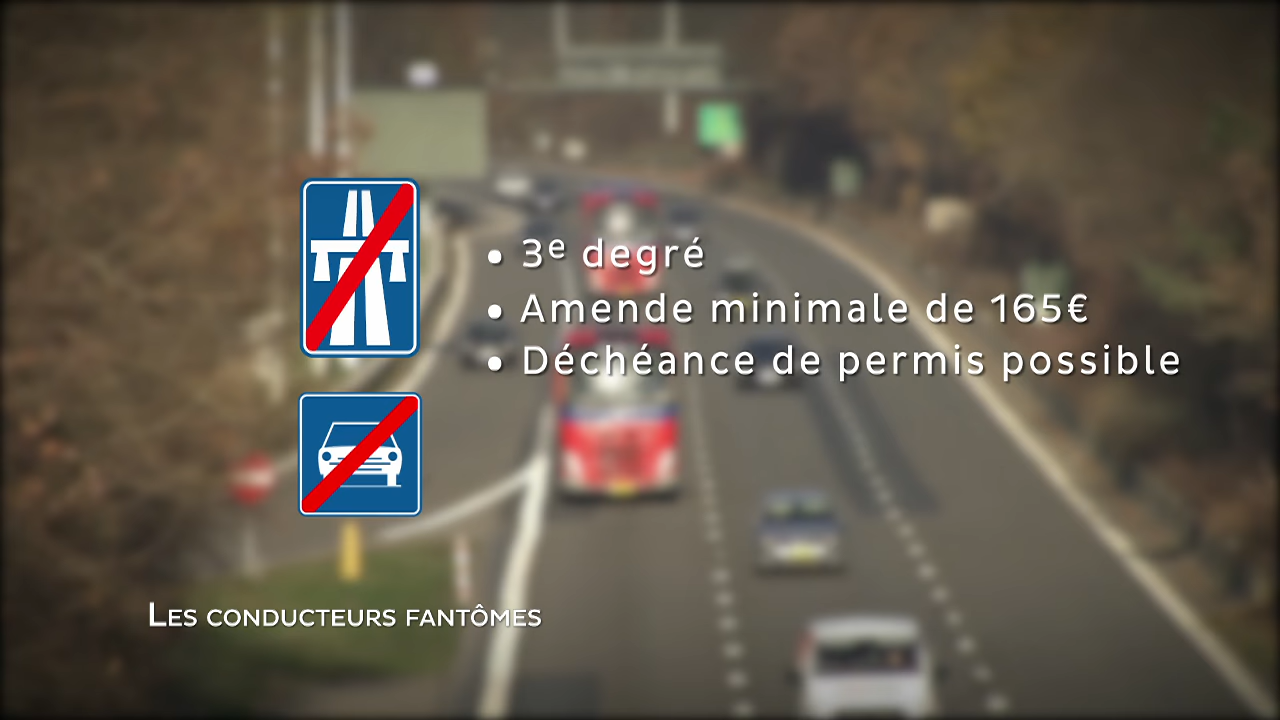 • 3e degré
• Amende minimale de 165€
• Déchéance de permis possible
Les conducteurs fantômes